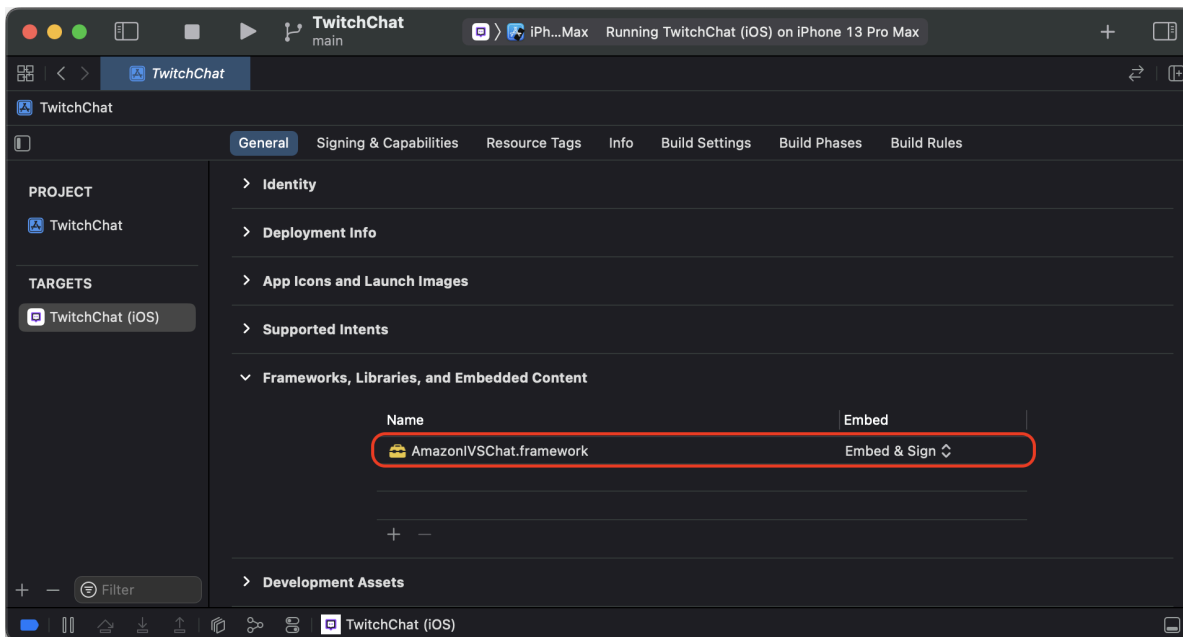 TwitchChat
main
iPh...Max Running TwitchChat (iOS) on iPhone 13 Pro Max
TwitchChat
TwitchChat
General Signing & Capabilities Resource Tags Info Build Settings Build Phases Build Rules
PROJECT
TwitchChat
TARGETS
TwitchChat (iOS)
Identity
Deployment Info
App Icons and Launch Images
Supported Intents
Frameworks, Libraries, and Embedded Content
Name Embed
AmazonIVSChat.framework Embed & Sign
Development Assets
Filter
TwitchChat (iOS)